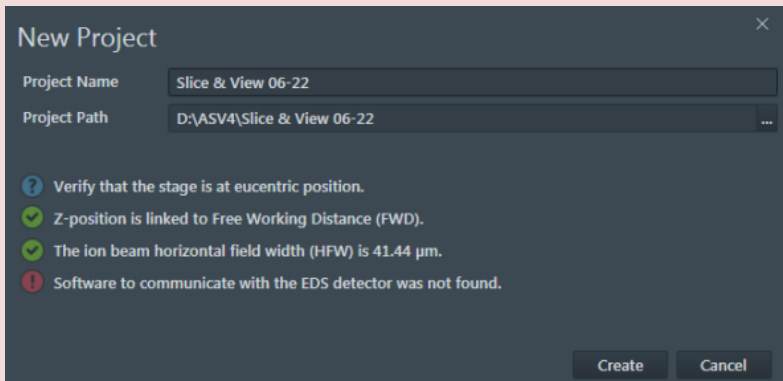 New Project
Project Name Slice & View 06-22
Project Path D:\ASV4\Slice & View 06-22 ...
Verify that the stage is at eucentric position.
Z-position is linked to Free Working Distance (FWD).
The ion beam horizontal field width (HFW) is 41.44 µm.
Software to communicate with the EDS detector was not found.
Create Cancel